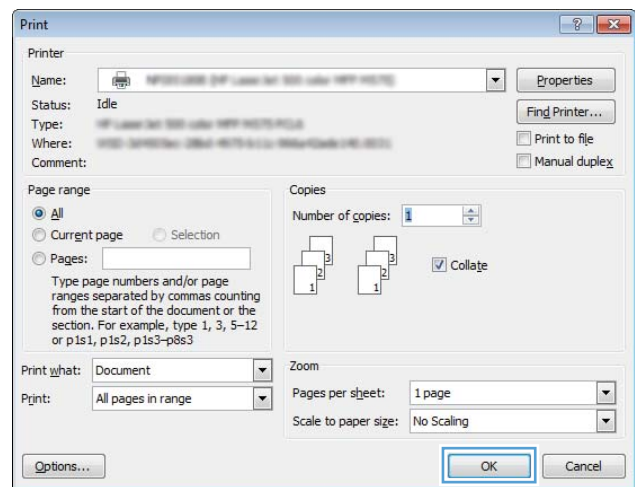 Print
Printer
Name:
Properties
Status: Idle
Find Printer...
Type:
Where:
Print to file
Comment:
Manual duplex
Page range
All
Current page Selection
Pages:
Type page numbers and/or page
ranges separated by commas counting
from the start of the document or the
section. For example, type 1, 3, 5–12
or p1s1, p1s2, p1s3–p8s3
Copies
Number of copies: 1
3 3
2 2
1 1
Collate
Print what: Document
Print: All pages in range
Zoom
Pages per sheet: 1 page
Scale to paper size: No Scaling
Options...
OK
Cancel